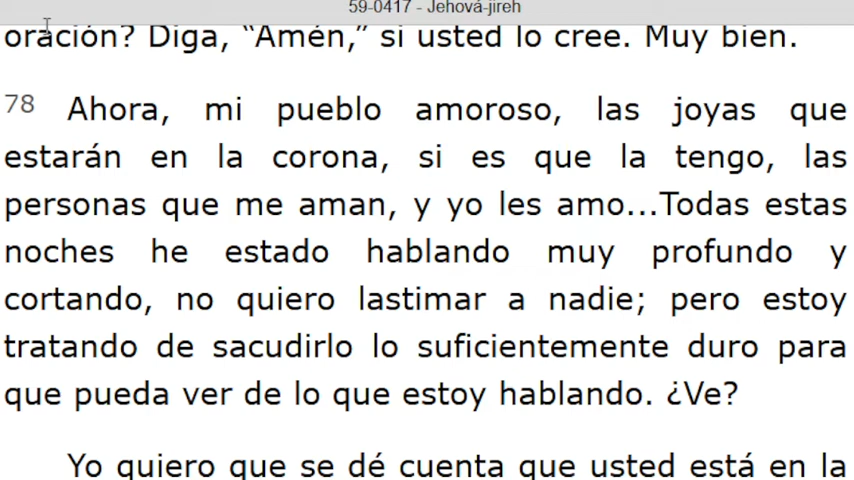 59-0417 - Jehová-jireh
oración? Diga, “Amén,” si usted lo cree. Muy bien.
78 Ahora, mi pueblo amoroso, las joyas que
estarán en la corona, si es que la tengo, las
personas que me aman, y yo les amo...Todas estas
noches he estado hablando muy profundo y
cortando, no quiero lastimar a nadie; pero estoy
tratando de sacudirlo lo suficientemente duro para
que pueda ver de lo que estoy hablando. ¿Ve?
Yo quiero que se dé cuenta que usted está en la